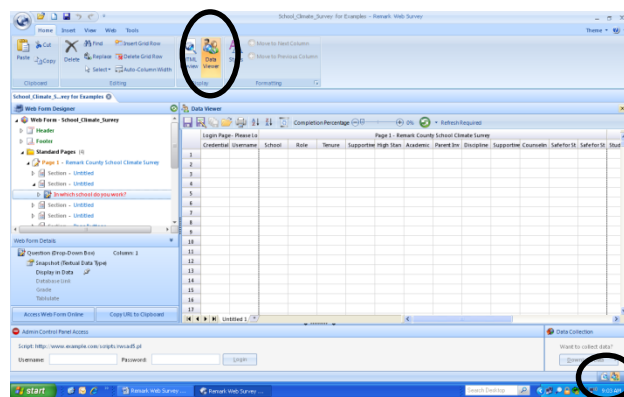 School_Climate_Survey for Examples - Remark Web Survey
Home Insert View Web Tools
Theme
Paste
Cut
Copy
Delete
Find
Replace
Select
Insert Grid Row
Delete Grid Row
Auto-Column Width
HTML
Data
Viewer
Move to Next Column
Move to Previous Column
Clipboard Editing Formatting
School_Climate_S...vey for Examples
Web Form Designer
Web Form - School_Climate_Survey
Header
Footer
Standard Pages (4)
Page 1 - Remark County School Climate Survey
Section - Untitled
Section - Untitled
In which school do you work?
Section - Untitled
Section - Untitled
Web Form Details
Question (Drop-Down Box) Column: 1
Snapshot (Textual Data Type)
Display in Data
Database Link
Grade
Tabulate
Access Web Form Online Copy URL to Clipboard
Data Viewer
Completion Percentage 0% Refresh Required
Login Page - Please Lo Page 1 - Remark County School Climate Survey
Credential Username School Role Tenure Supportive High Stan Academic Parent Inv Discipline Supportive Counselin Safe for St Safe for St Stud
1
2
3
4
5
6
7
8
9
10
11
12
13
14
15
16
17
Untitled 1
Admin Control Panel Access
Script: http://www.example.com/scripts/rwsad5.pl
Username: Password: Login
Data Collection
Want to collect data?
start Remark Web Survey ... Remark Web Survey ... Search Desktop 9:03 AM